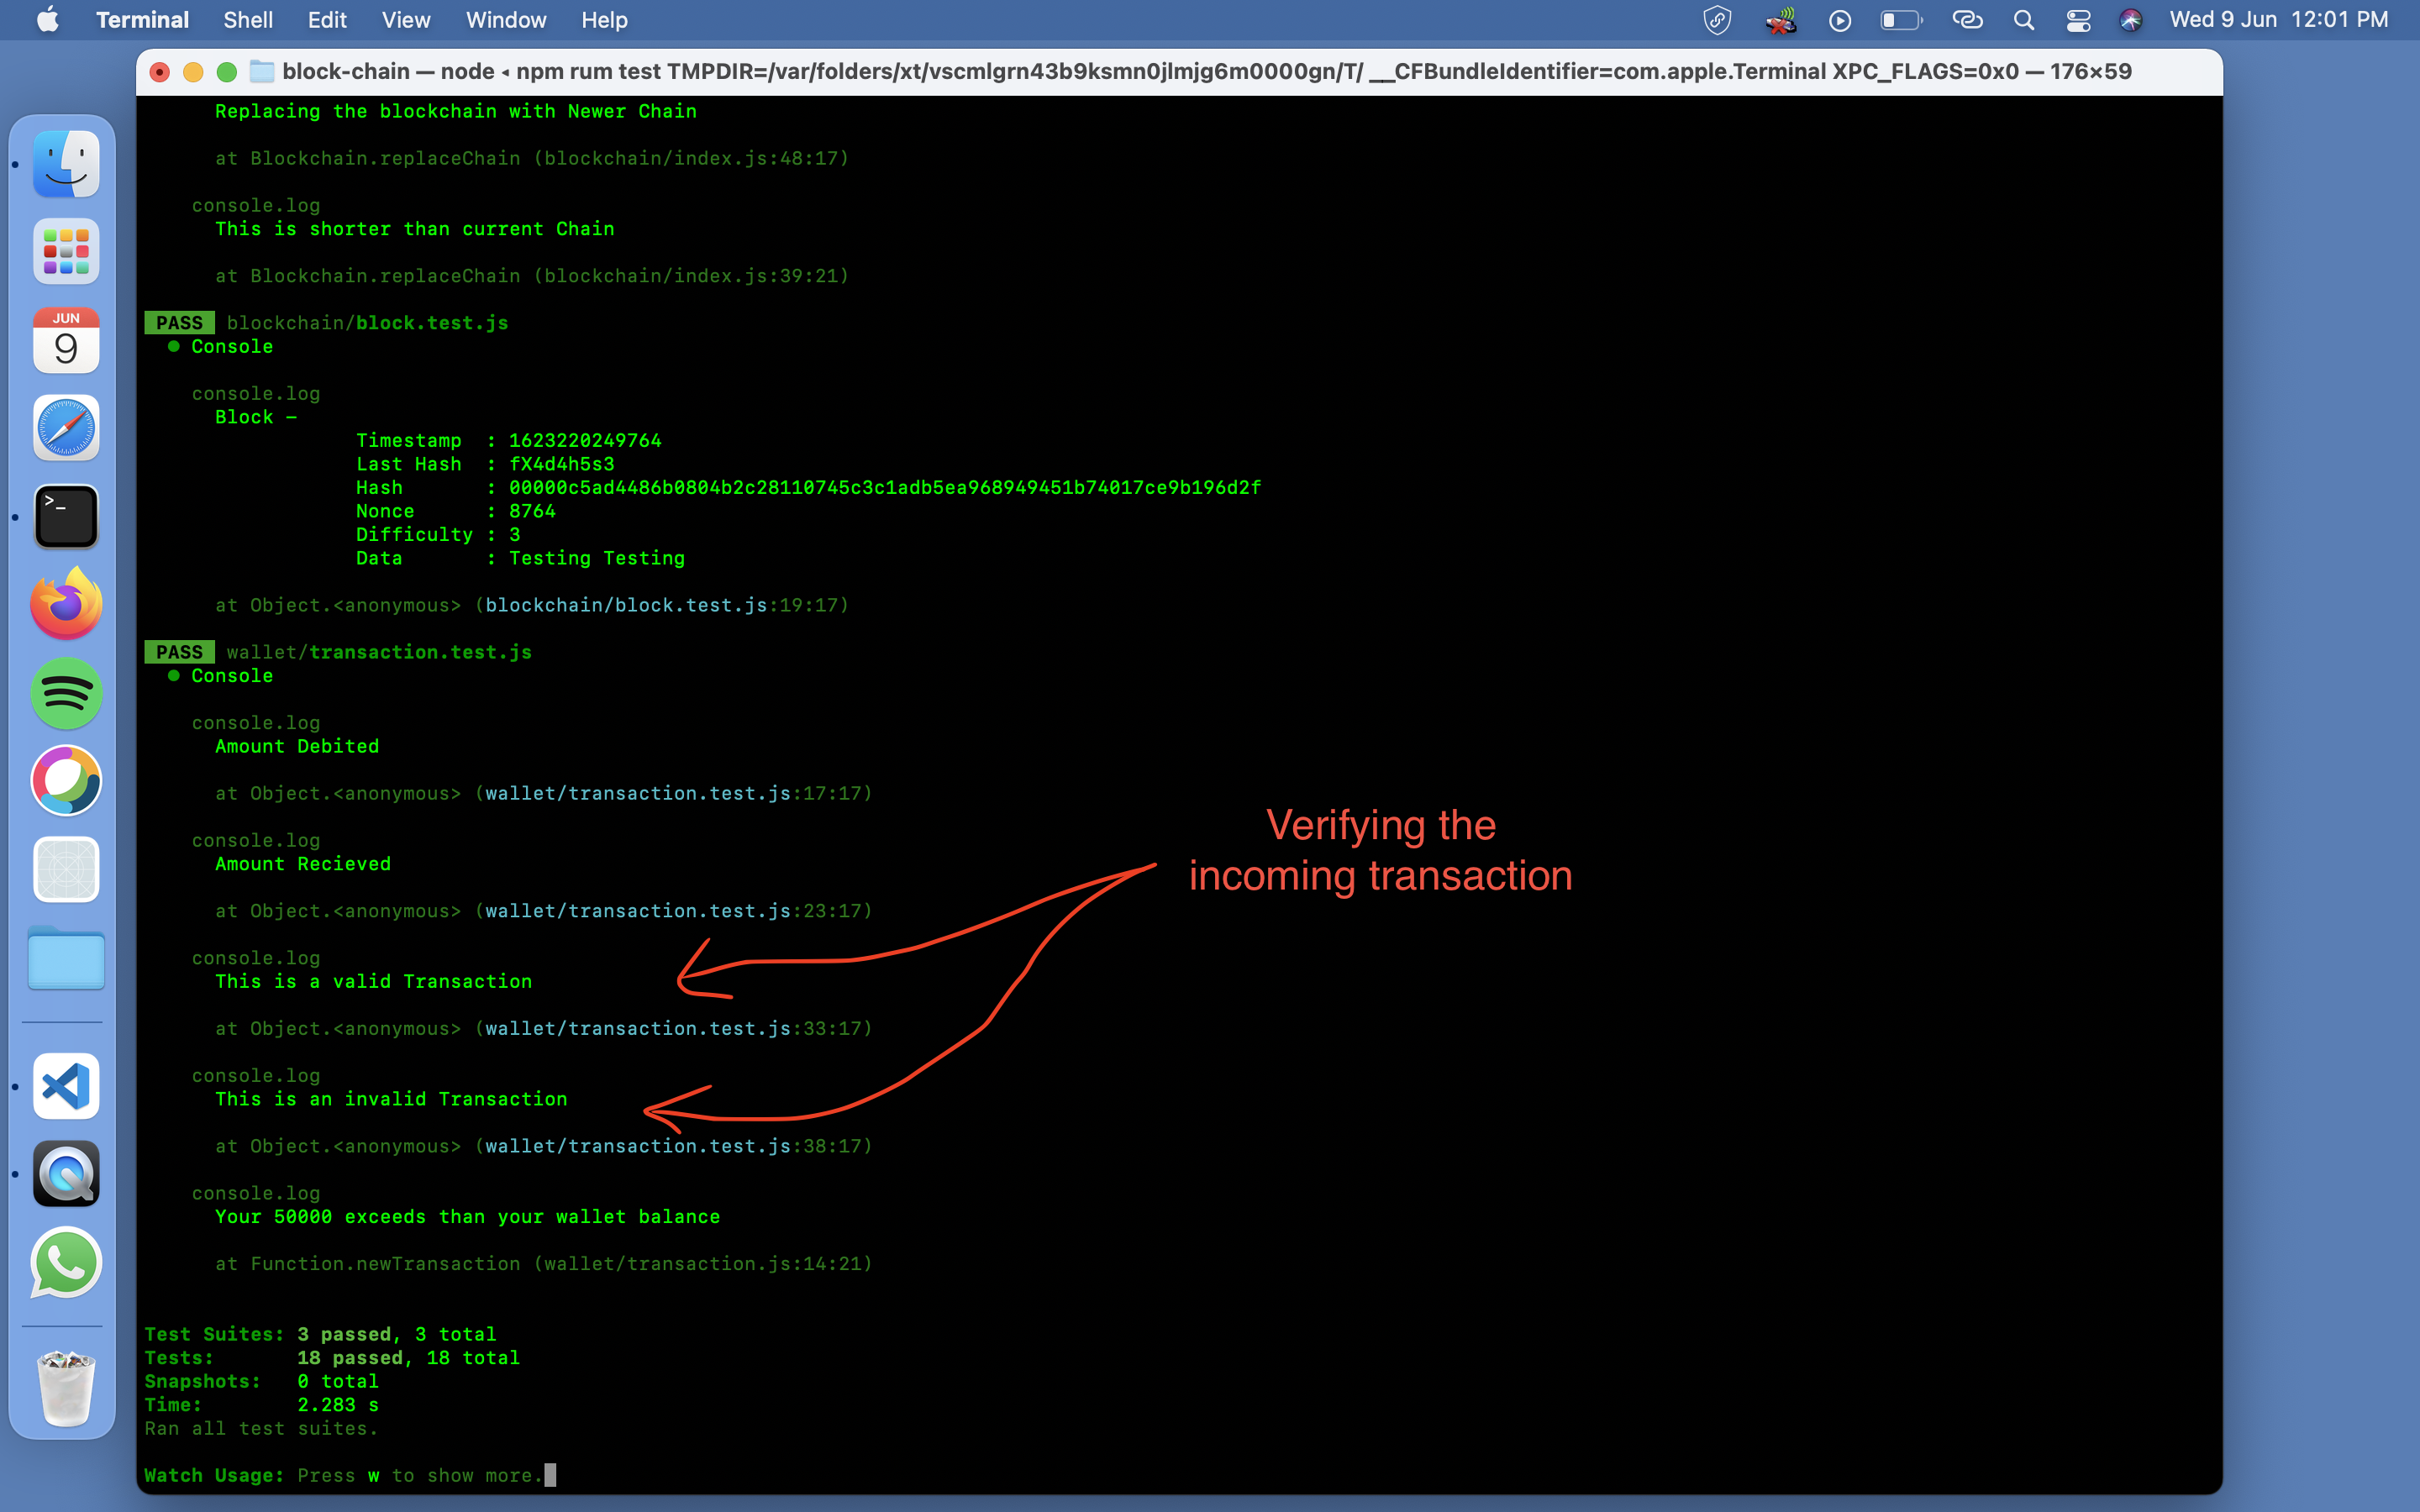 Terminal Shell Edit View Window Help Wed 9 Jun 12:01 PM
block-chain — node ◂ npm rum test TMPDIR=/var/folders/xt/vscmlgrn43b9ksmn0jlmjg6m0000gn/T/ __CFBundleIdentifier=com.apple.Terminal XPC_FLAGS=0x0 — 176×59
Replacing the blockchain with Newer Chain
at Blockchain.replaceChain (blockchain/index.js:48:17)
console.log
This is shorter than current Chain
at Blockchain.replaceChain (blockchain/index.js:39:21)
PASS blockchain/block.test.js
● Console
console.log
Block –
Timestamp : 1623220249764
Last Hash : fX4d4h5s3
Hash : 00000c5ad4486b0804b2c28110745c3c1adb5ea968949451b74017ce9b196d2f
Nonce : 8764
Difficulty : 3
Data : Testing Testing
at Object.<anonymous> (blockchain/block.test.js:19:17)
PASS wallet/transaction.test.js
● Console
console.log
Amount Debited
at Object.<anonymous> (wallet/transaction.test.js:17:17)
console.log
Amount Recieved
at Object.<anonymous> (wallet/transaction.test.js:23:17)
console.log
This is a valid Transaction
at Object.<anonymous> (wallet/transaction.test.js:33:17)
console.log
This is an invalid Transaction
at Object.<anonymous> (wallet/transaction.test.js:38:17)
console.log
Your 50000 exceeds than your wallet balance
at Function.newTransaction (wallet/transaction.js:14:21)
Test Suites: 3 passed, 3 total
Tests: 18 passed, 18 total
Snapshots: 0 total
Time: 2.283 s
Ran all test suites.
Watch Usage: Press w to show more.
Verifying the
incoming transaction
JUN
9
>_